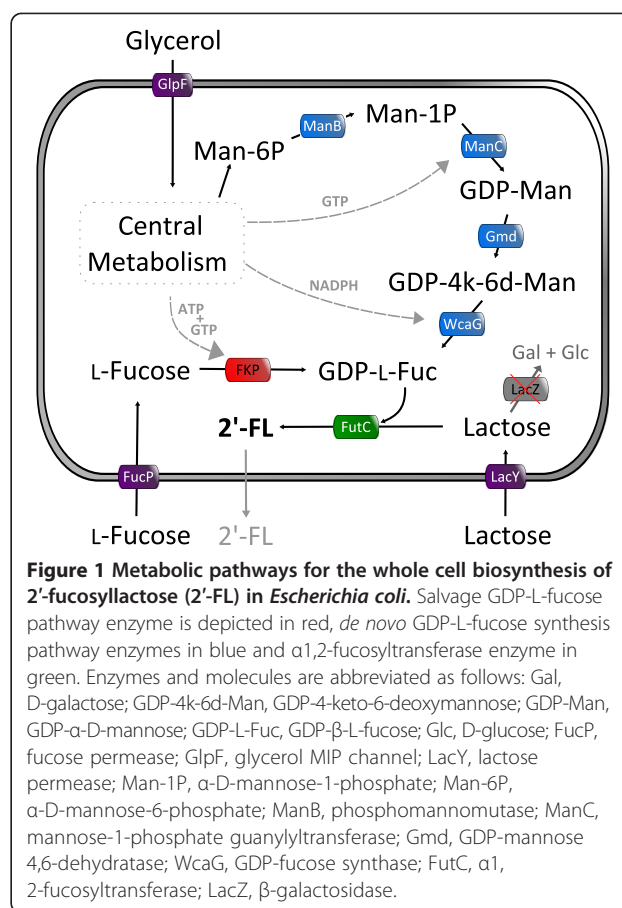 Glycerol
GlpF
Man-6P
ManB
Man-1P
ManC
GTP
GDP-Man
Central
Metabolism
Gmd
NADPH
GDP-4k-6d-Man
WcaG
ATP
+
GTP
L-Fucose
FKP
GDP-L-Fuc
Gal + Glc
LacZ
2'-FL
FutC
Lactose
FucP
LacY
L-Fucose
2'-FL
Lactose
Figure 1 Metabolic pathways for the whole cell biosynthesis of
2′-fucosyllactose (2′-FL) in Escherichia coli. Salvage GDP-L-fucose
pathway enzyme is depicted in red, de novo GDP-L-fucose synthesis
pathway enzymes in blue and α1,2-fucosyltransferase enzyme in
green. Enzymes and molecules are abbreviated as follows: Gal,
D-galactose; GDP-4k-6d-Man, GDP-4-keto-6-deoxymannose; GDP-Man,
GDP-α-D-mannose; GDP-L-Fuc, GDP-β-L-fucose; Glc, D-glucose; FucP,
fucose permease; GlpF, glycerol MIP channel; LacY, lactose
permease; Man-1P, α-D-mannose-1-phosphate; Man-6P,
α-D-mannose-6-phosphate; ManB, phosphomannomutase; ManC,
mannose-1-phosphate guanylyltransferase; Gmd, GDP-mannose
4,6-dehydratase; WcaG, GDP-fucose synthase; FutC, α1,
2-fucosyltransferase; LacZ, β-galactosidase.